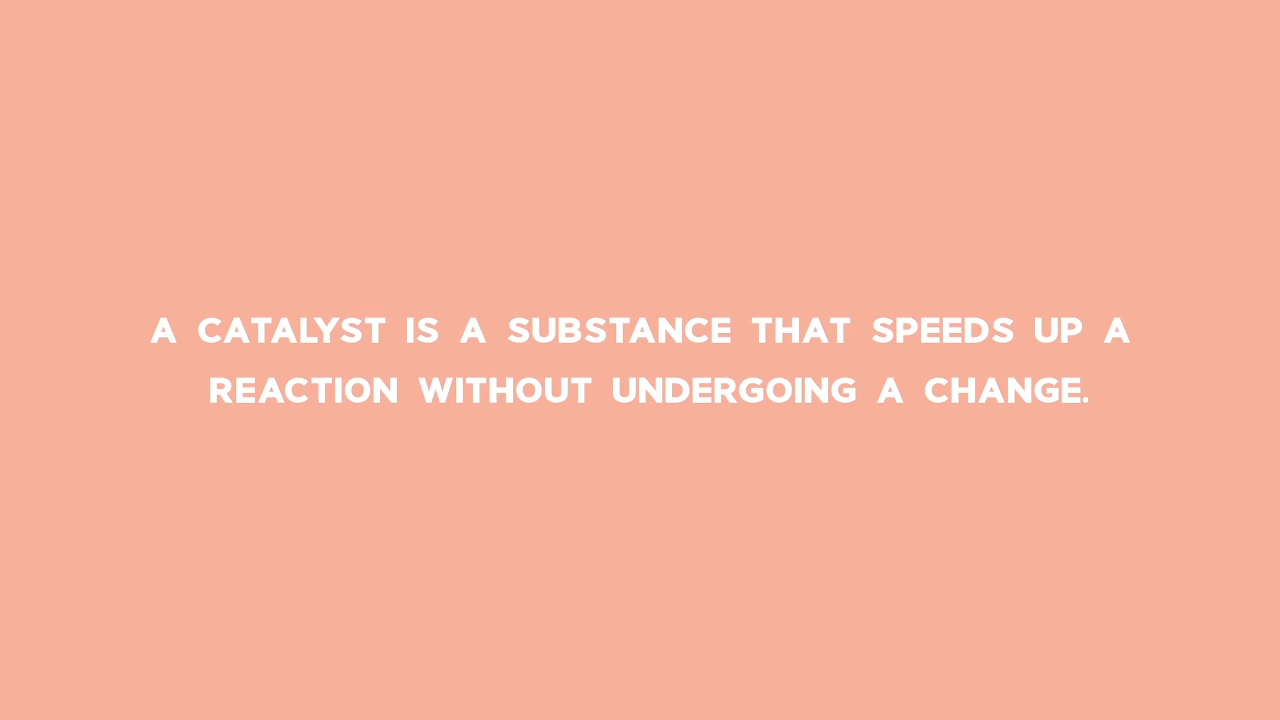 A CATALYST IS A SUBSTANCE THAT SPEEDS UP A
REACTION WITHOUT UNDERGOING A CHANGE.